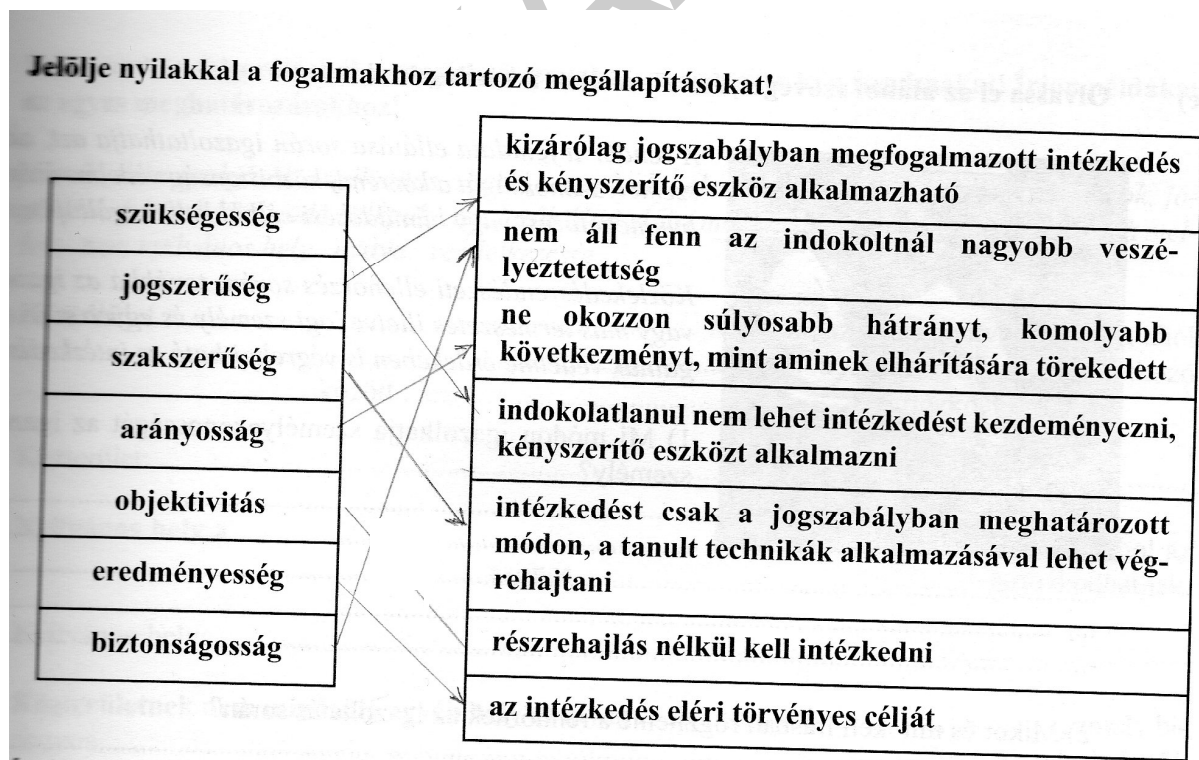 Jelölje nyilakkal a fogalmakhoz tartozó megállapításokat!
szükségesség
jogszerűség
szakszerűség
arányosság
objektivitás
eredményesség
biztonságosság
kizárólag jogszabályban megfogalmazott intézkedés
és kényszerítő eszköz alkalmazható
nem áll fenn az indokoltnál nagyobb veszé-
lyeztetettség
ne okozzon súlyosabb hátrányt, komolyabb
következményt, mint aminek elhárítására törekedett
indokolatlanul nem lehet intézkedést kezdeményezni,
kényszerítő eszközt alkalmazni
intézkedést csak a jogszabályban meghatározott
módon, a tanult technikák alkalmazásával lehet vég-
rehajtani
részrehajlás nélkül kell intézkedni
az intézkedés eléri törvényes célját